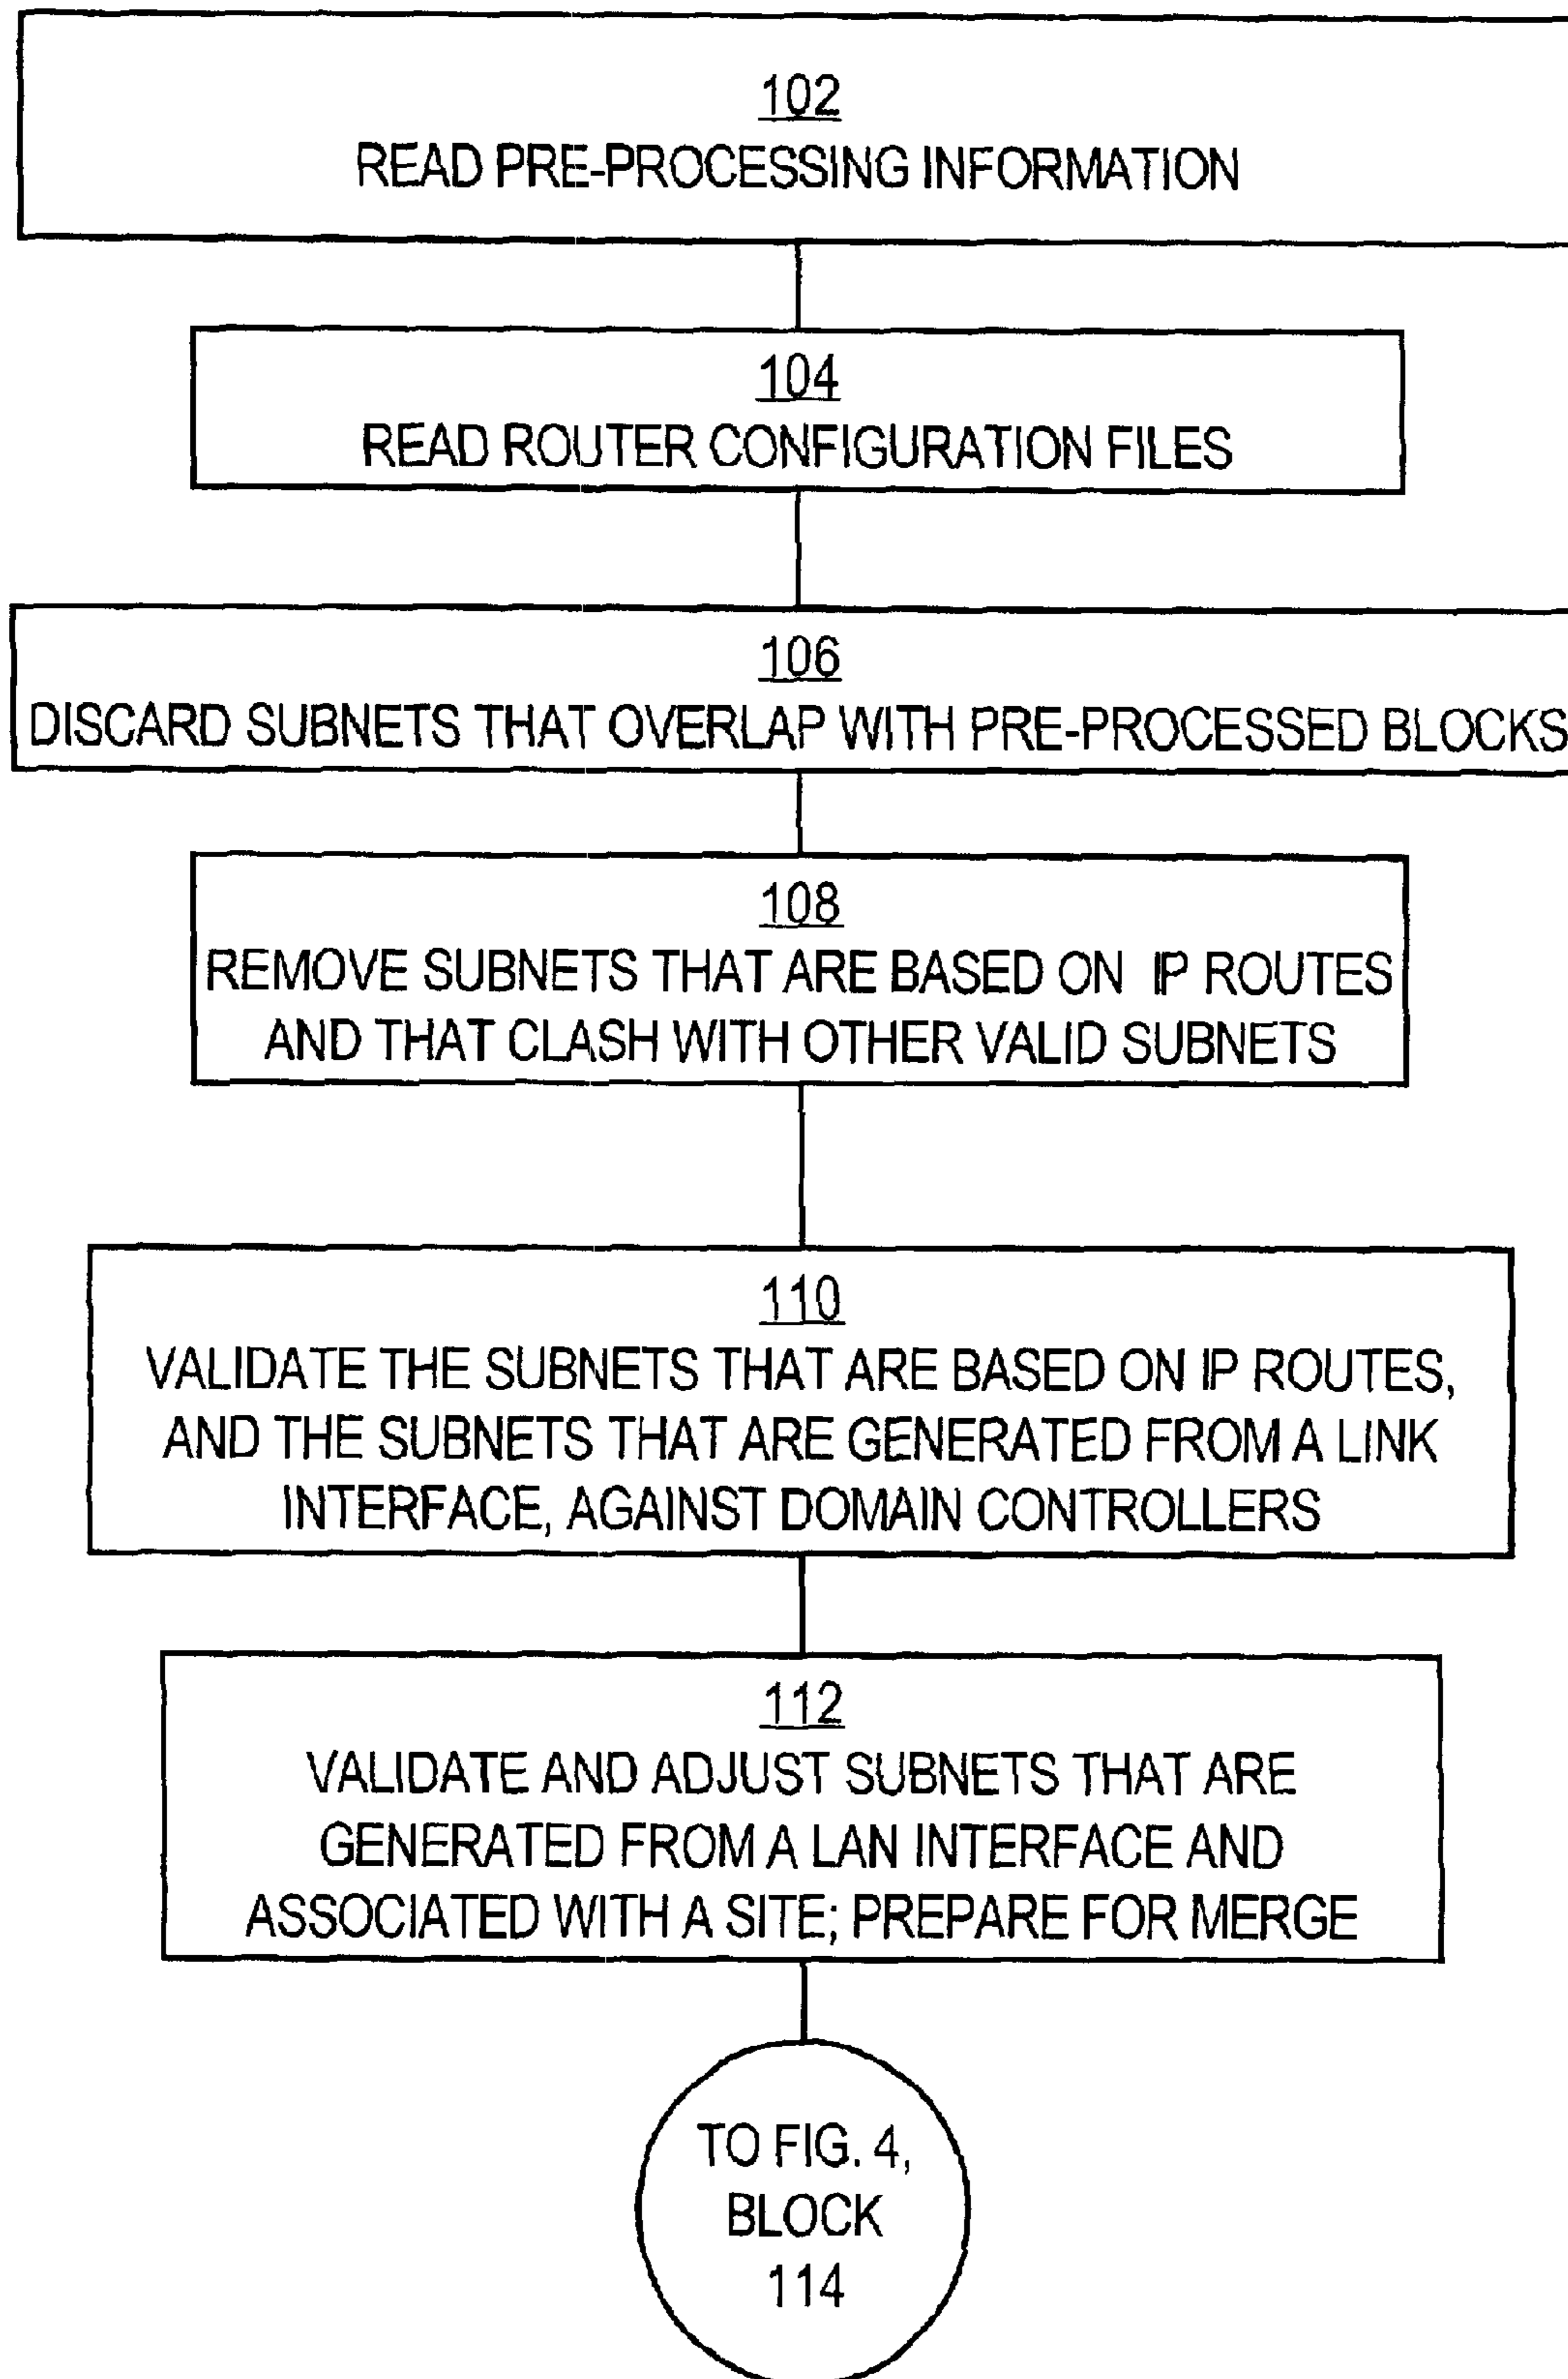 102
READ PRE-PROCESSING INFORMATION
104
READ ROUTER CONFIGURATION FILES
106
DISCARD SUBNETS THAT OVERLAP WITH PRE-PROCESSED BLOCKS
108
REMOVE SUBNETS THAT ARE BASED ON IP ROUTES
AND THAT CLASH WITH OTHER VALID SUBNETS
110
VALIDATE THE SUBNETS THAT ARE BASED ON IP ROUTES,
AND THE SUBNETS THAT ARE GENERATED FROM A LINK
INTERFACE, AGAINST DOMAIN CONTROLLERS
112
VALIDATE AND ADJUST SUBNETS THAT ARE
GENERATED FROM A LAN INTERFACE AND
ASSOCIATED WITH A SITE; PREPARE FOR MERGE
TO FIG. 4,
BLOCK
114